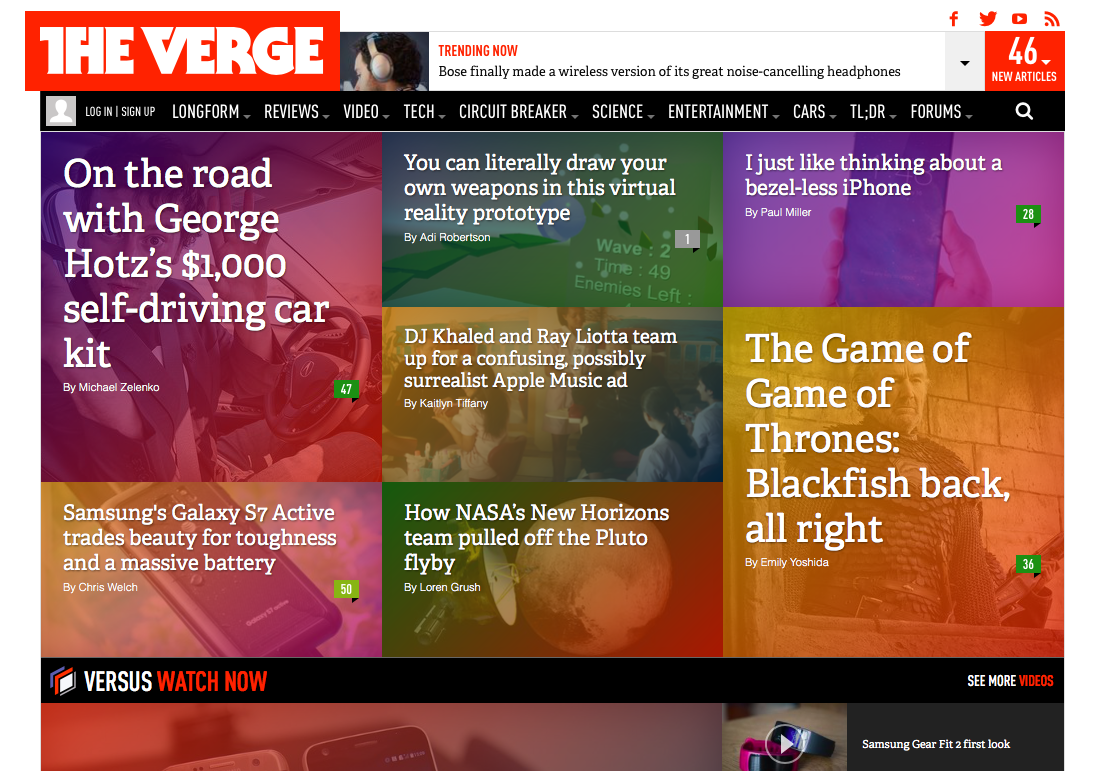 THE VERGE
TRENDING NOW
Bose finally made a wireless version of its great noise-cancelling headphones
46
NEW ARTICLES
LOG IN | SIGN UP
LONGFORM
REVIEWS
VIDEO
TECH
CIRCUIT BREAKER
SCIENCE
ENTERTAINMENT
CARS
TL;DR
FORUMS
On the road
with George
Hotz's $1,000
self-driving car
kit
By Michael Zelenko
47
You can literally draw your
own weapons in this virtual
reality prototype
By Adi Robertson
1
Wave : 2
Time : 49
Enemies Left :
I just like thinking about a
bezel-less iPhone
By Paul Miller
28
DJ Khaled and Ray Liotta team
up for a confusing, possibly
surrealist Apple Music ad
By Kaitlyn Tiffany
The Game of
Game of
Thrones:
Blackfish back,
all right
By Emily Yoshida
36
Samsung's Galaxy S7 Active
trades beauty for toughness
and a massive battery
By Chris Welch
50
Galaxy S7 active
How NASA's New Horizons
team pulled off the Pluto
flyby
By Loren Grush
VERSUS WATCH NOW
SEE MORE VIDEOS
Samsung Gear Fit 2 first look